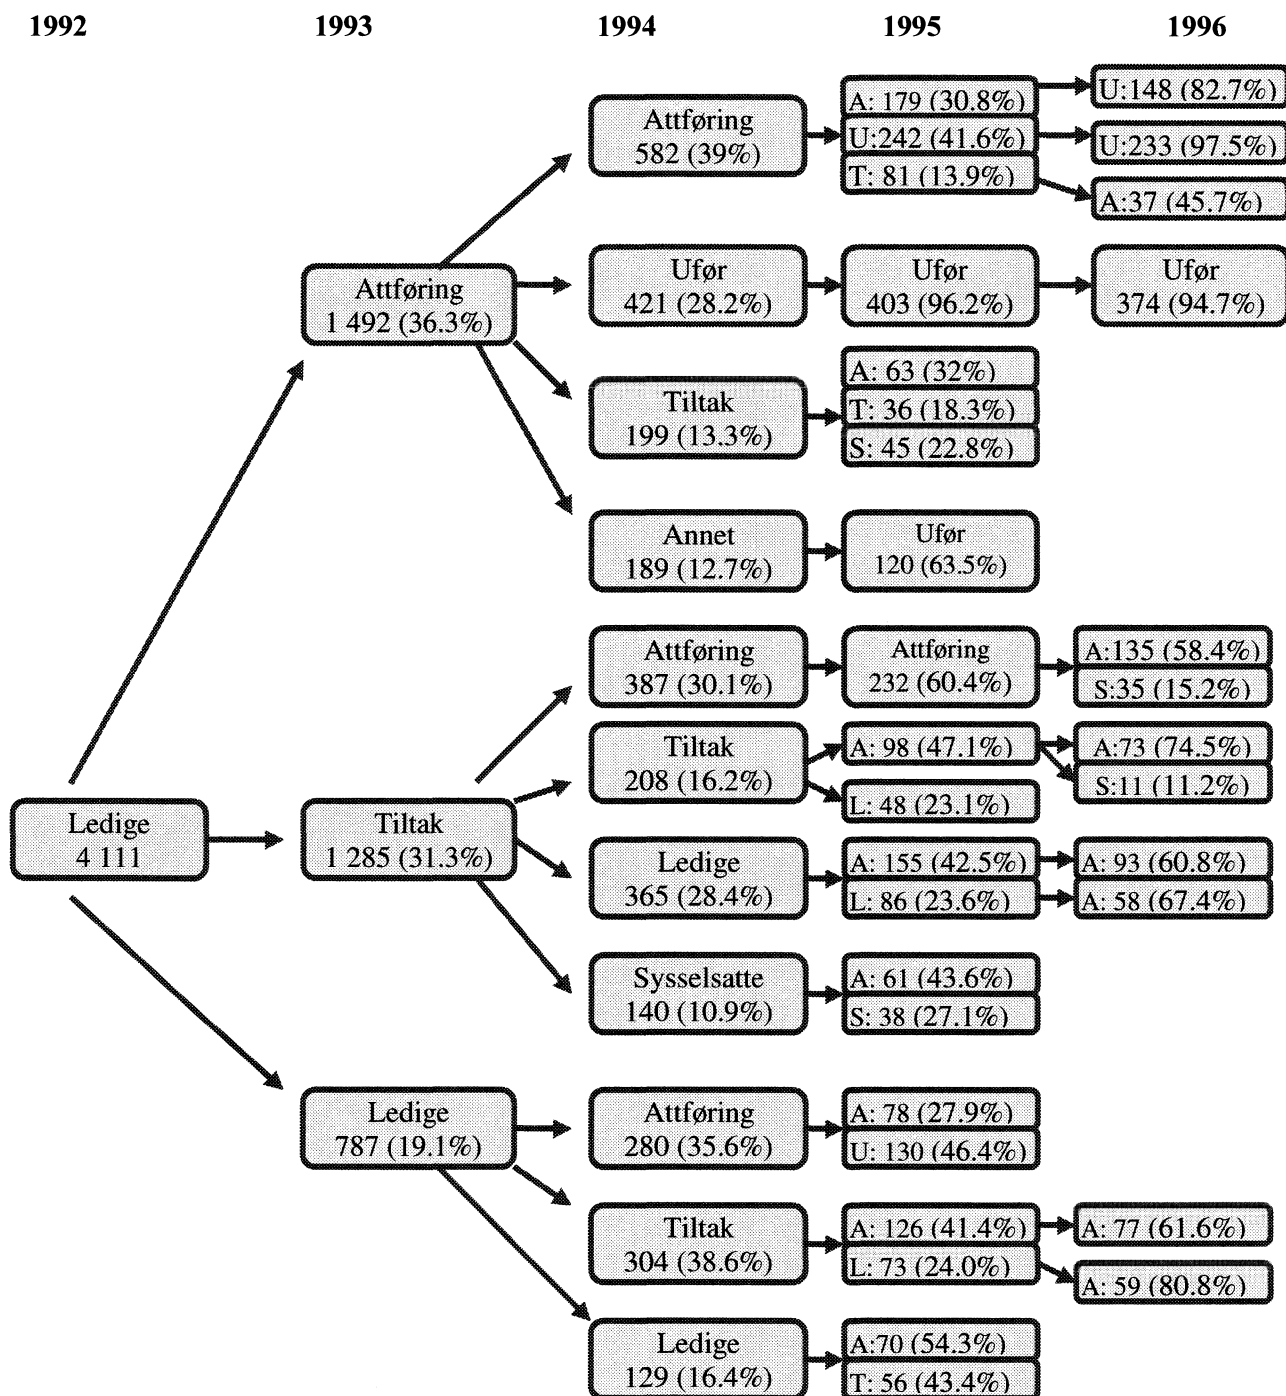 1992 1993 1994 1995 1996
Attføring
582 (39%)
A: 179 (30.8%)
U:242 (41.6%)
T: 81 (13.9%)
U:148 (82.7%)
U:233 (97.5%)
A:37 (45.7%)
Attføring
1 492 (36.3%)
Ufør
421 (28.2%)
Ufør
403 (96.2%)
Ufør
374 (94.7%)
Tiltak
199 (13.3%)
A: 63 (32%)
T: 36 (18.3%)
S: 45 (22.8%)
Annet
189 (12.7%)
Ufør
120 (63.5%)
Attføring
387 (30.1%)
Attføring
232 (60.4%)
A:135 (58.4%)
S:35 (15.2%)
Tiltak
208 (16.2%)
A: 98 (47.1%)
L: 48 (23.1%)
A:73 (74.5%)
S:11 (11.2%)
Ledige
4 111
Tiltak
1 285 (31.3%)
Ledige
365 (28.4%)
A: 155 (42.5%)
L: 86 (23.6%)
A: 93 (60.8%)
A: 58 (67.4%)
Sysselsatte
140 (10.9%)
A: 61 (43.6%)
S: 38 (27.1%)
Ledige
787 (19.1%)
Attføring
280 (35.6%)
A: 78 (27.9%)
U: 130 (46.4%)
Tiltak
304 (38.6%)
A: 126 (41.4%)
L: 73 (24.0%)
A: 77 (61.6%)
A: 59 (80.8%)
Ledige
129 (16.4%)
A:70 (54.3%)
T: 56 (43.4%)